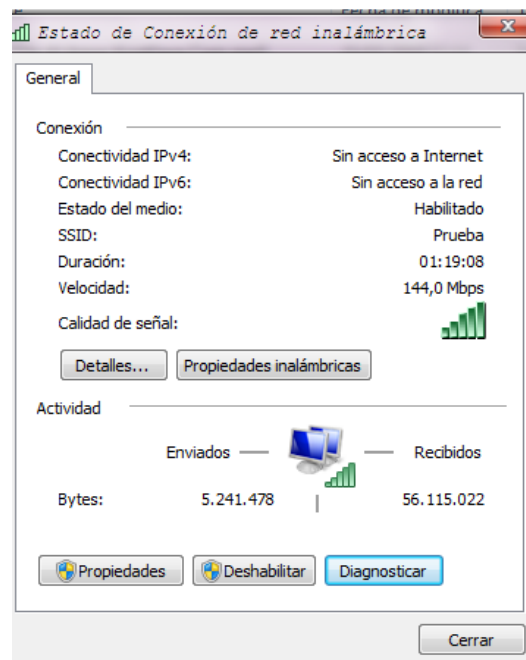 Estado de Conexión de red inalámbrica
General
Conexión
Conectividad IPv4: Sin acceso a Internet
Conectividad IPv6: Sin acceso a la red
Estado del medio: Habilitado
SSID: Prueba
Duración: 01:19:08
Velocidad: 144,0 Mbps
Calidad de señal:
Detalles... Propiedades inalámbricas
Actividad
Enviados Recibidos
Bytes: 5.241.478 56.115.022
Propiedades Deshabilitar Diagnosticar
Cerrar